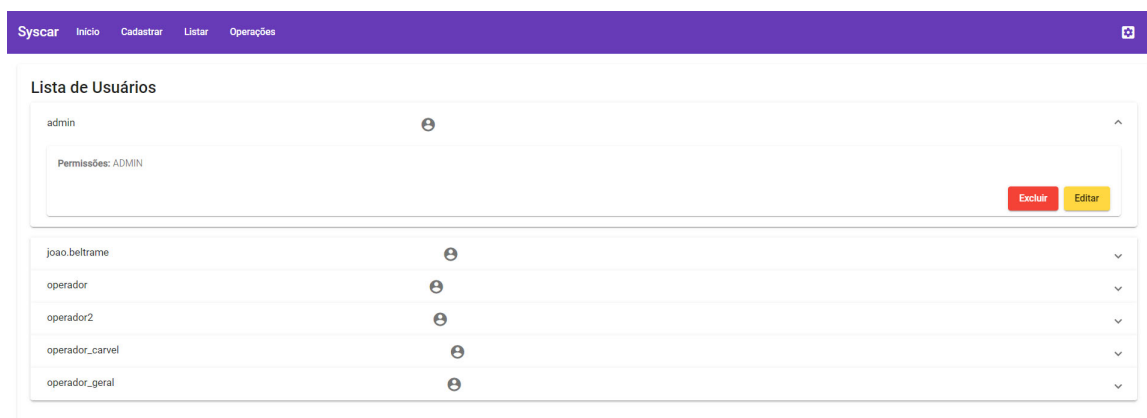 Syscar Início Cadastrar Listar Operações
Lista de Usuários
admin
Permissões: ADMIN
Excluir Editar
joao.beltrame
operador
operador2
operador_carvel
operador_geral